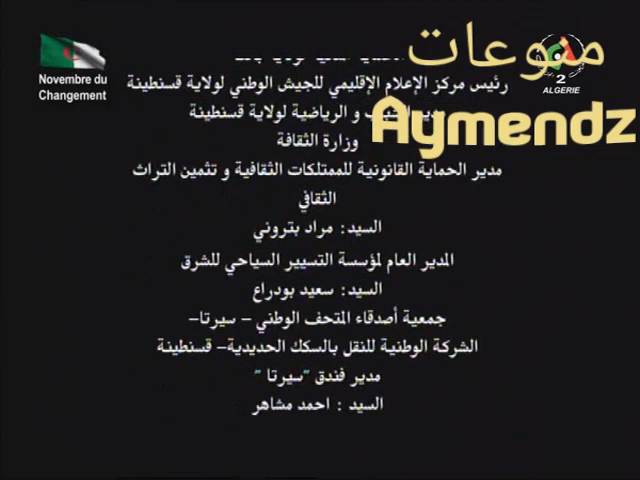 منوعات
Aymendz
Novembre du
Changement
2
ALGERIE
رئيس مركز الإعلام الإقليمي للجيش الوطني لولاية قسنطينة
و الرياضية لولاية قسنطينة
وزارة الثقافة
مدير الحماية القانونية للممتلكات الثقافية و تثمين التراث
الثقافي
السيد: مراد بتروني
المدير العام لمؤسسة التسيير السياحي للشرق
السيد: سعيد بودراع
جمعية أصدقاء المتحف الوطني – سيرتا–
الشركة الوطنية للنقل بالسكك الحديدية– قسنطينة
مدير فندق "سيرتا "
السيد : احمد مشاهر